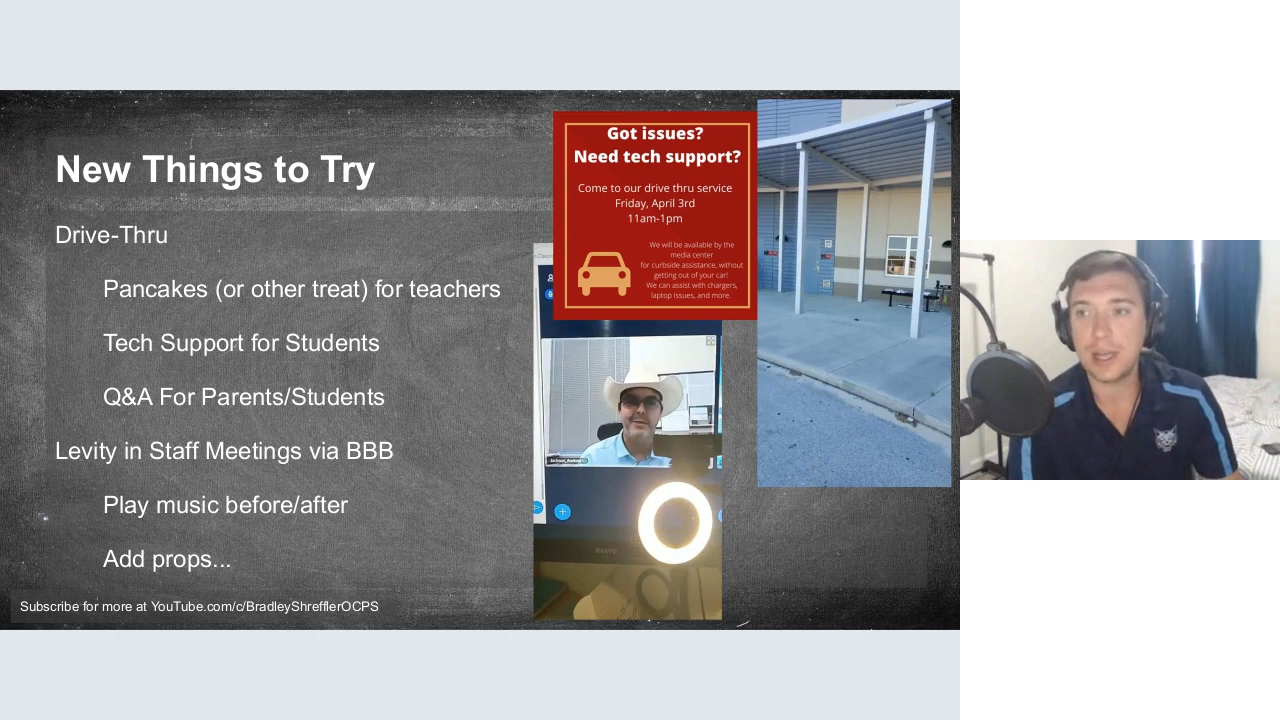 New Things to Try
Drive-Thru
Pancakes (or other treat) for teachers
Tech Support for Students
Q&A For Parents/Students
Levity in Staff Meetings via BBB
Play music before/after
Add props...
Subscribe for more at YouTube.com/c/BradleyShrefflerOCPS
Got issues?
Need tech support?
Come to our drive thru service
Friday, April 3rd
11am-1pm
We will be available by the
media center
for curbside assistance, without
getting out of your car!
We can assist with chargers,
laptop issues, and more.